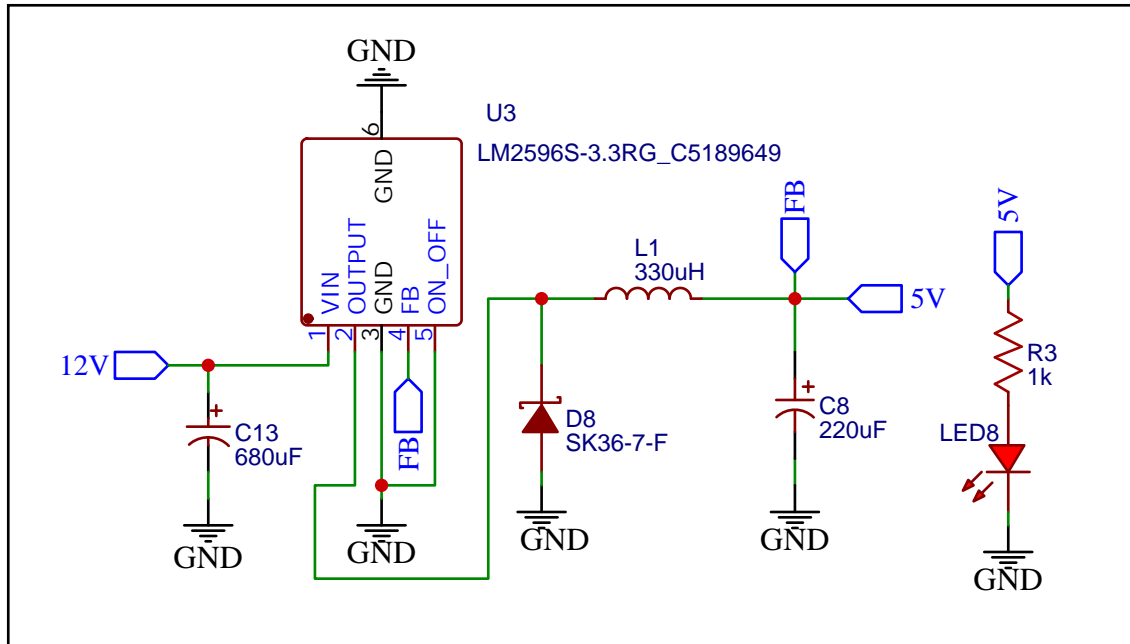 GND
U3
LM2596S-3.3RG_C5189649
6
GND
VIN
OUTPUT
GND
FB
ON_OFF
1
2
3
4
5
12V
C13
680uF
GND
FB
GND
L1
330uH
FB
5V
D8
SK36-7-F
GND
C8
220uF
GND
5V
R3
1k
LED8
GND